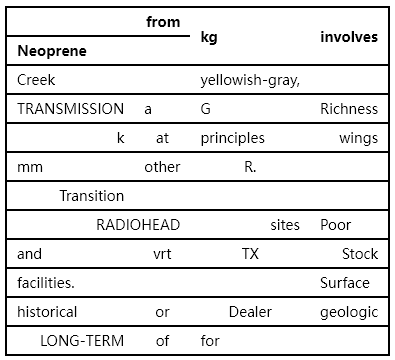 from kg involves
Neoprene
Creek yellowish-gray,
TRANSMISSION a G Richness
k at principles wings
mm other R.
Transition
RADIOHEAD sites Poor
and vrt TX Stock
facilities. Surface
historical or Dealer geologic
LONG-TERM of for